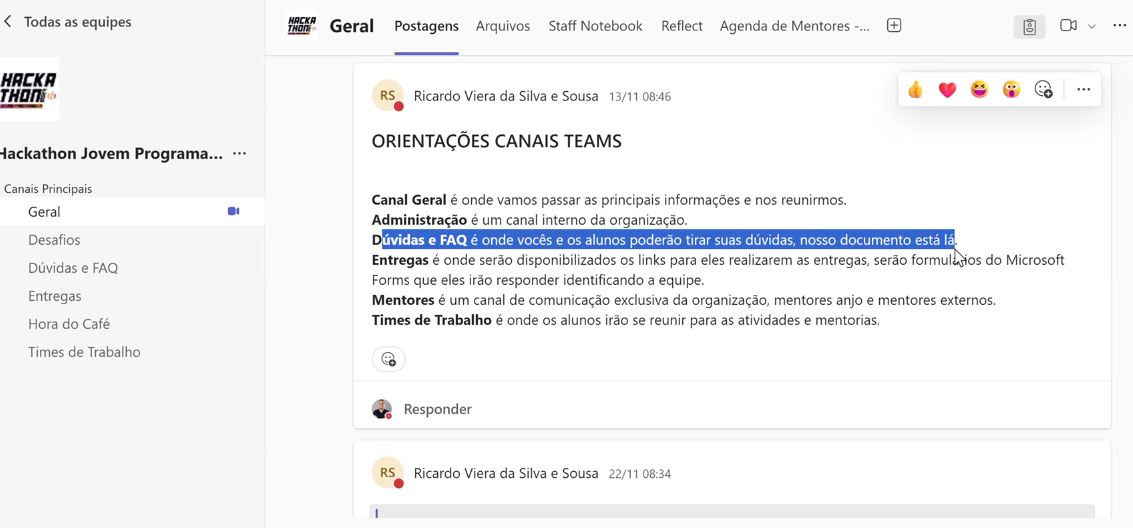 Todas as equipes
HACKA
THON
Hackathon Jovem Programa... ...
Canais Principais
Geral
Desafios
Dúvidas e FAQ
Entregas
Hora do Café
Times de Trabalho
HACKA
THON
Geral Postagens Arquivos Staff Notebook Reflect Agenda de Mentores -... ...
RS Ricardo Viera da Silva e Sousa 13/11 08:46
ORIENTAÇÕES CANAIS TEAMS
Canal Geral é onde vamos passar as principais informações e nos reunirmos.
Administração é um canal interno da organização.
Dúvidas e FAQ é onde vocês e os alunos poderão tirar suas dúvidas, nosso documento está lá.
Entregas é onde serão disponibilizados os links para eles realizarem as entregas, serão formulários do Microsoft
Forms que eles irão responder identificando a equipe.
Mentores é um canal de comunicação exclusiva da organização, mentores anjo e mentores externos.
Times de Trabalho é onde os alunos irão se reunir para as atividades e mentorias.
Responder
RS Ricardo Viera da Silva e Sousa 22/11 08:34